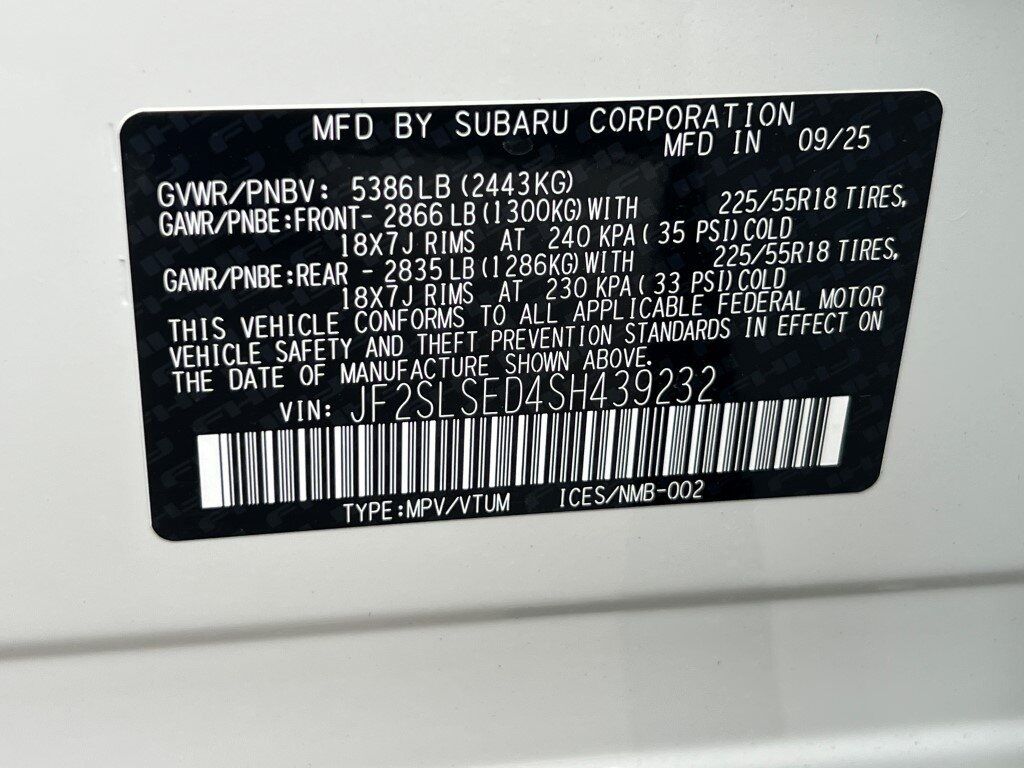 MFD BY SUBARU CORPORATION
MFD IN 09/25
GVWR/PNBV: 5386LB (2443KG)
GAWR/PNBE:FRONT- 2866 LB (1300KG) WITH 225/55R18 TIRES,
18X7J RIMS AT 240 KPA ( 35 PSI) COLD
GAWR/PNBE:REAR - 2835 LB (1286KG) WITH 225/55R18 TIRES,
18X7J RIMS AT 230 KPA ( 33 PSI) COLD
THIS VEHICLE CONFORMS TO ALL APPLICABLE FEDERAL MOTOR
VEHICLE SAFETY AND THEFT PREVENTION STANDARDS IN EFFECT ON
THE DATE OF MANUFACTURE SHOWN ABOVE.
VIN: JF2SLSED4SH439232
TYPE:MPV/VTUM ICES/NMB-002